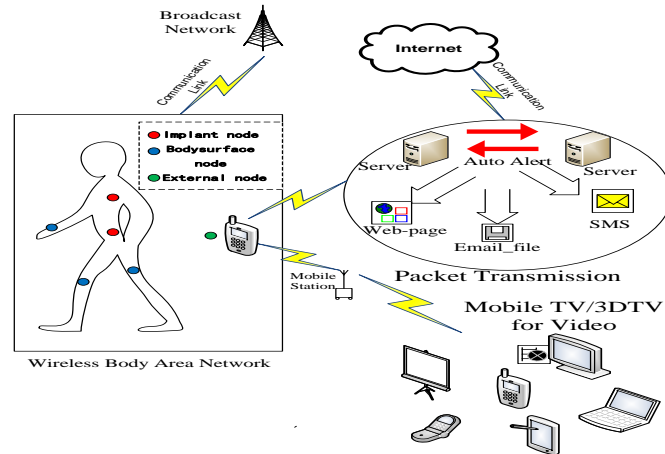 Broadcast
Network
Communication
Link
Internet
Communication
Link
Implant node
Bodysurface
node
External node
Server
Auto Alert
Server
Web-page
Email_file
SMS
Mobile
Station
Packet Transmission
Mobile TV/3DTV
for Video
Wireless Body Area Network